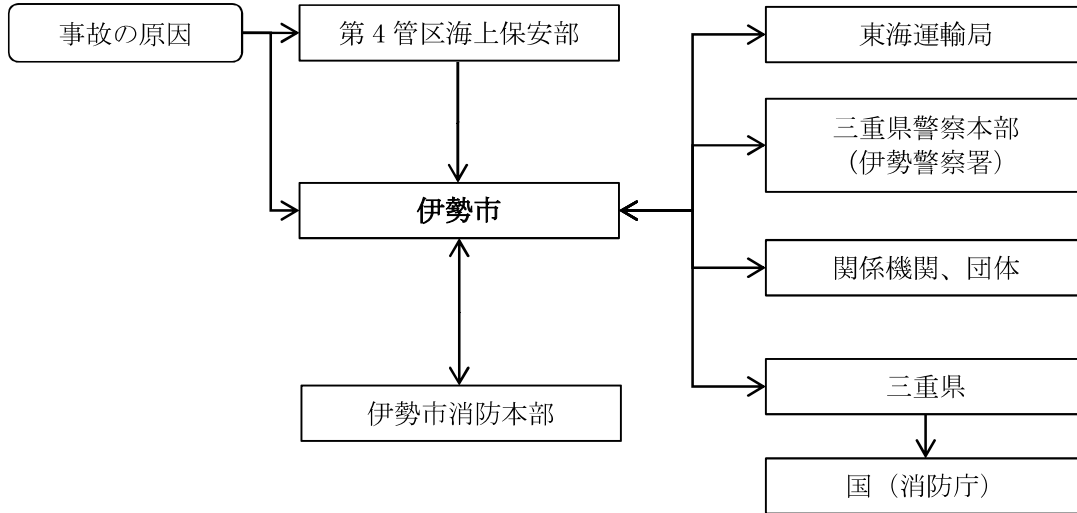 事故の原因
第４管区海上保安部
東海運輸局
三重県警察本部
（伊勢警察署）
伊勢市
関係機関、団体
三重県
伊勢市消防本部
国（消防庁）